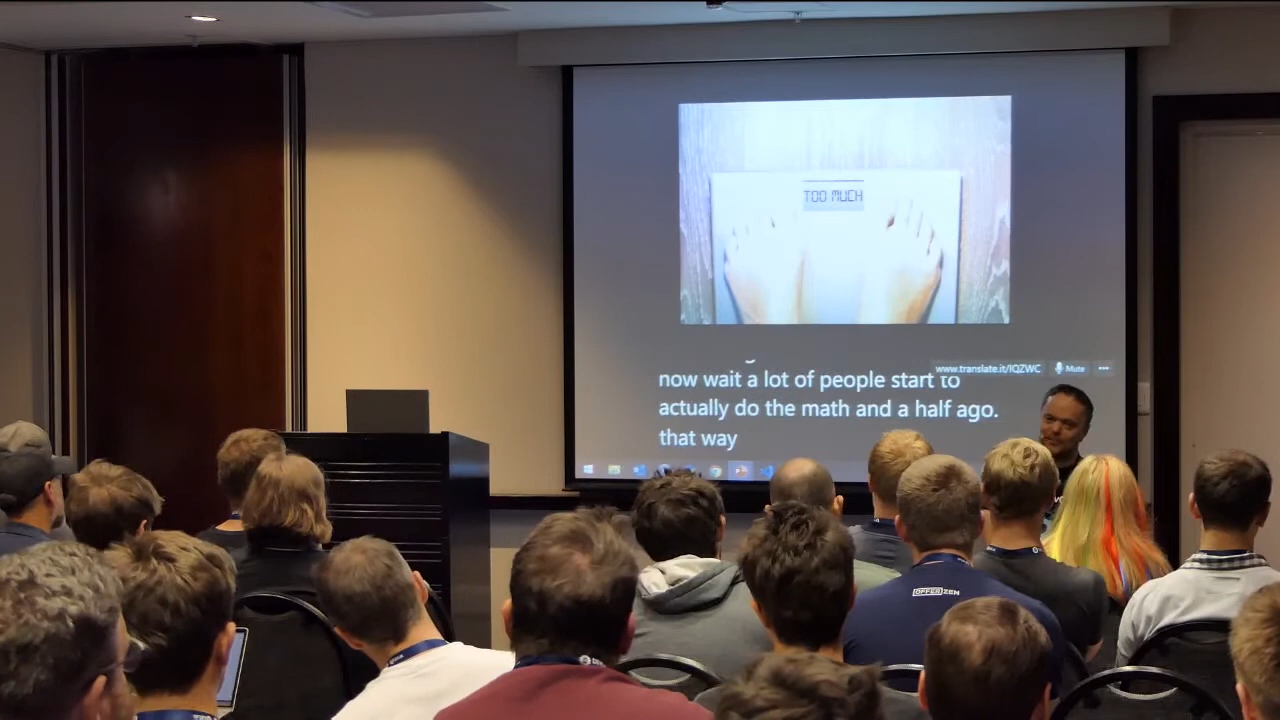 TOO MUCH
www.translate.it/IQZWC Mute
now wait a lot of people start to
actually do the math and a half ago.
that way
OFFERZEN